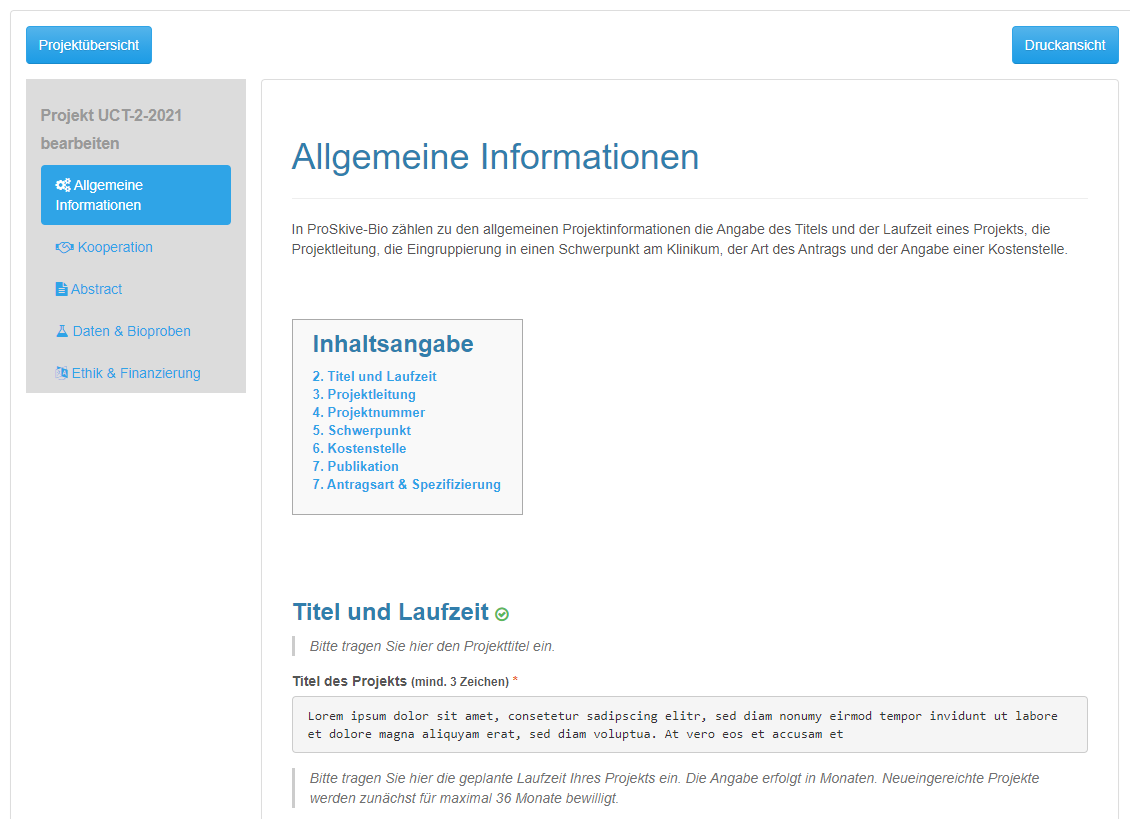 Projektübersicht
Druckansicht
Projekt UCT-2-2021
bearbeiten
Allgemeine
Informationen
Kooperation
Abstract
Daten & Bioproben
Ethik & Finanzierung
Allgemeine Informationen
In ProSkive-Bio zählen zu den allgemeinen Projektinformationen die Angabe des Titels und der Laufzeit eines Projekts, die
Projektleitung, die Eingruppierung in einen Schwerpunkt am Klinikum, der Art des Antrags und der Angabe einer Kostenstelle.
Inhaltsangabe
2. Titel und Laufzeit
3. Projektleitung
4. Projektnummer
5. Schwerpunkt
6. Kostenstelle
7. Publikation
7. Antragsart & Spezifizierung
Titel und Laufzeit
Bitte tragen Sie hier den Projekttitel ein.
Titel des Projekts (mind. 3 Zeichen) *
Lorem ipsum dolor sit amet, consetetur sadipscing elitr, sed diam nonumy eirmod tempor invidunt ut labore
et dolore magna aliquyam erat, sed diam voluptua. At vero eos et accusam et
Bitte tragen Sie hier die geplante Laufzeit Ihres Projekts ein. Die Angabe erfolgt in Monaten. Neueingereichte Projekte
werden zunächst für maximal 36 Monate bewilligt.